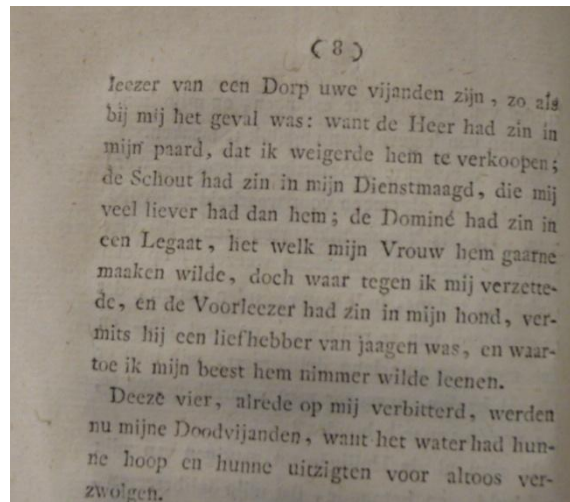 ( 8 )
leezer van een Dorp uwe vijanden zijn, zo als
bij mij het geval was: want de Heer had zin in
mijn paard, dat ik weigerde hem te verkoopen;
de Schout had zin in mijn Dienstmaagd, die mij
veel liever had dan hem; de Dominé had zin in
een Legaat, het welk mijn Vrouw hem gaarne
maaken wilde, doch waar tegen ik mij verzette-
de, en de Voorleezer had zin in mijn hond, ver-
mits hij een liefhebber van jaagen was, en waar-
toe ik mijn beest hem nimmer wilde leenen.
Deeze vier, alrede op mij verbitterd, werden
nu mijne Doodvijanden, want het water had hun-
ne hoop en hunne uitzigten voor altoos ver-
zwolgen.